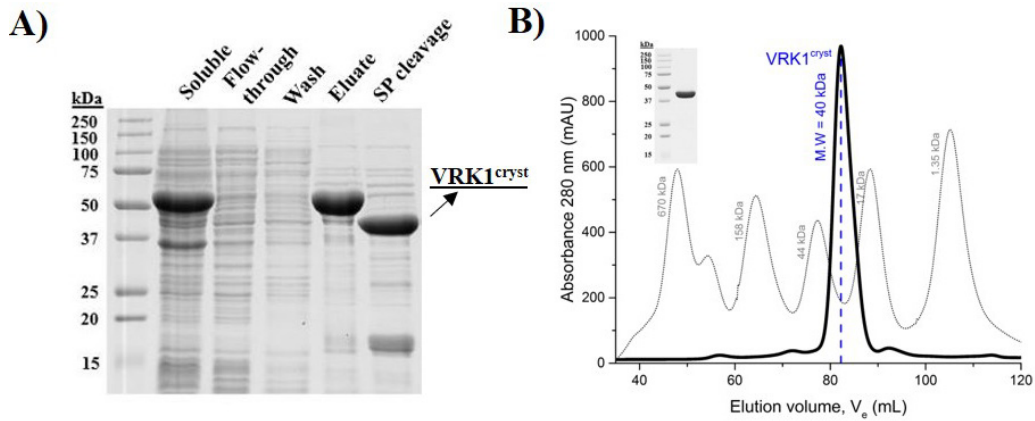 A)
kDa
Soluble
Flow-
through
Wash
Eluate
SP cleavage
250
150
100
75
50
37
25
20
15
VRK1cryst
B)
Absorbance 280 nm (mAU)
1000
800
600
400
200
0
kDa
250
150
100
75
50
37
25
20
15
VRK1cryst
M.W = 40 kDa
670 kDa
158 kDa
44 kDa
17 kDa
1.35 kDa
40
60
80
100
120
Elution volume, Ve (mL)